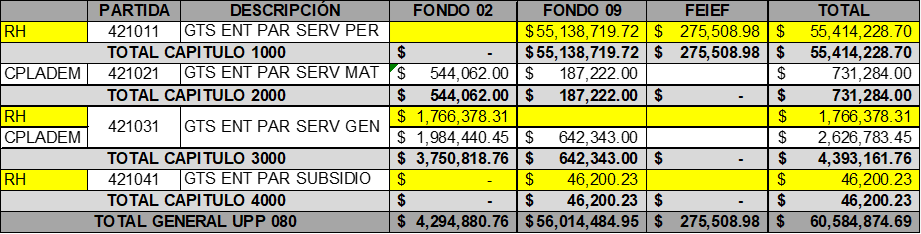 PARTIDA DESCRIPCIÓN FONDO 02 FONDO 09 FEIEF TOTAL
RH 421011 GTS ENT PAR SERV PER $ 55,138,719.72 $ 275,508.98 $ 55,414,228.70
TOTAL CAPITULO 1000 $ - $ 55,138,719.72 $ 275,508.98 $ 55,414,228.70
CPLADEM 421021 GTS ENT PAR SERV MAT $ 544,062.00 $ 187,222.00 $ 731,284.00
TOTAL CAPITULO 2000 $ 544,062.00 $ 187,222.00 $ - $ 731,284.00
RH 421031 GTS ENT PAR SERV GEN $ 1,766,378.31 $ 1,766,378.31
CPLADEM $ 1,984,440.45 $ 642,343.00 $ 2,626,783.45
TOTAL CAPITULO 3000 $ 3,750,818.76 $ 642,343.00 $ - $ 4,393,161.76
RH 421041 GTS ENT PAR SUBSIDIO $ - $ 46,200.23 $ 46,200.23
TOTAL CAPITULO 4000 $ - $ 46,200.23 $ - $ 46,200.23
TOTAL GENERAL UPP 080 $ 4,294,880.76 $ 56,014,484.95 $ 275,508.98 $ 60,584,874.69